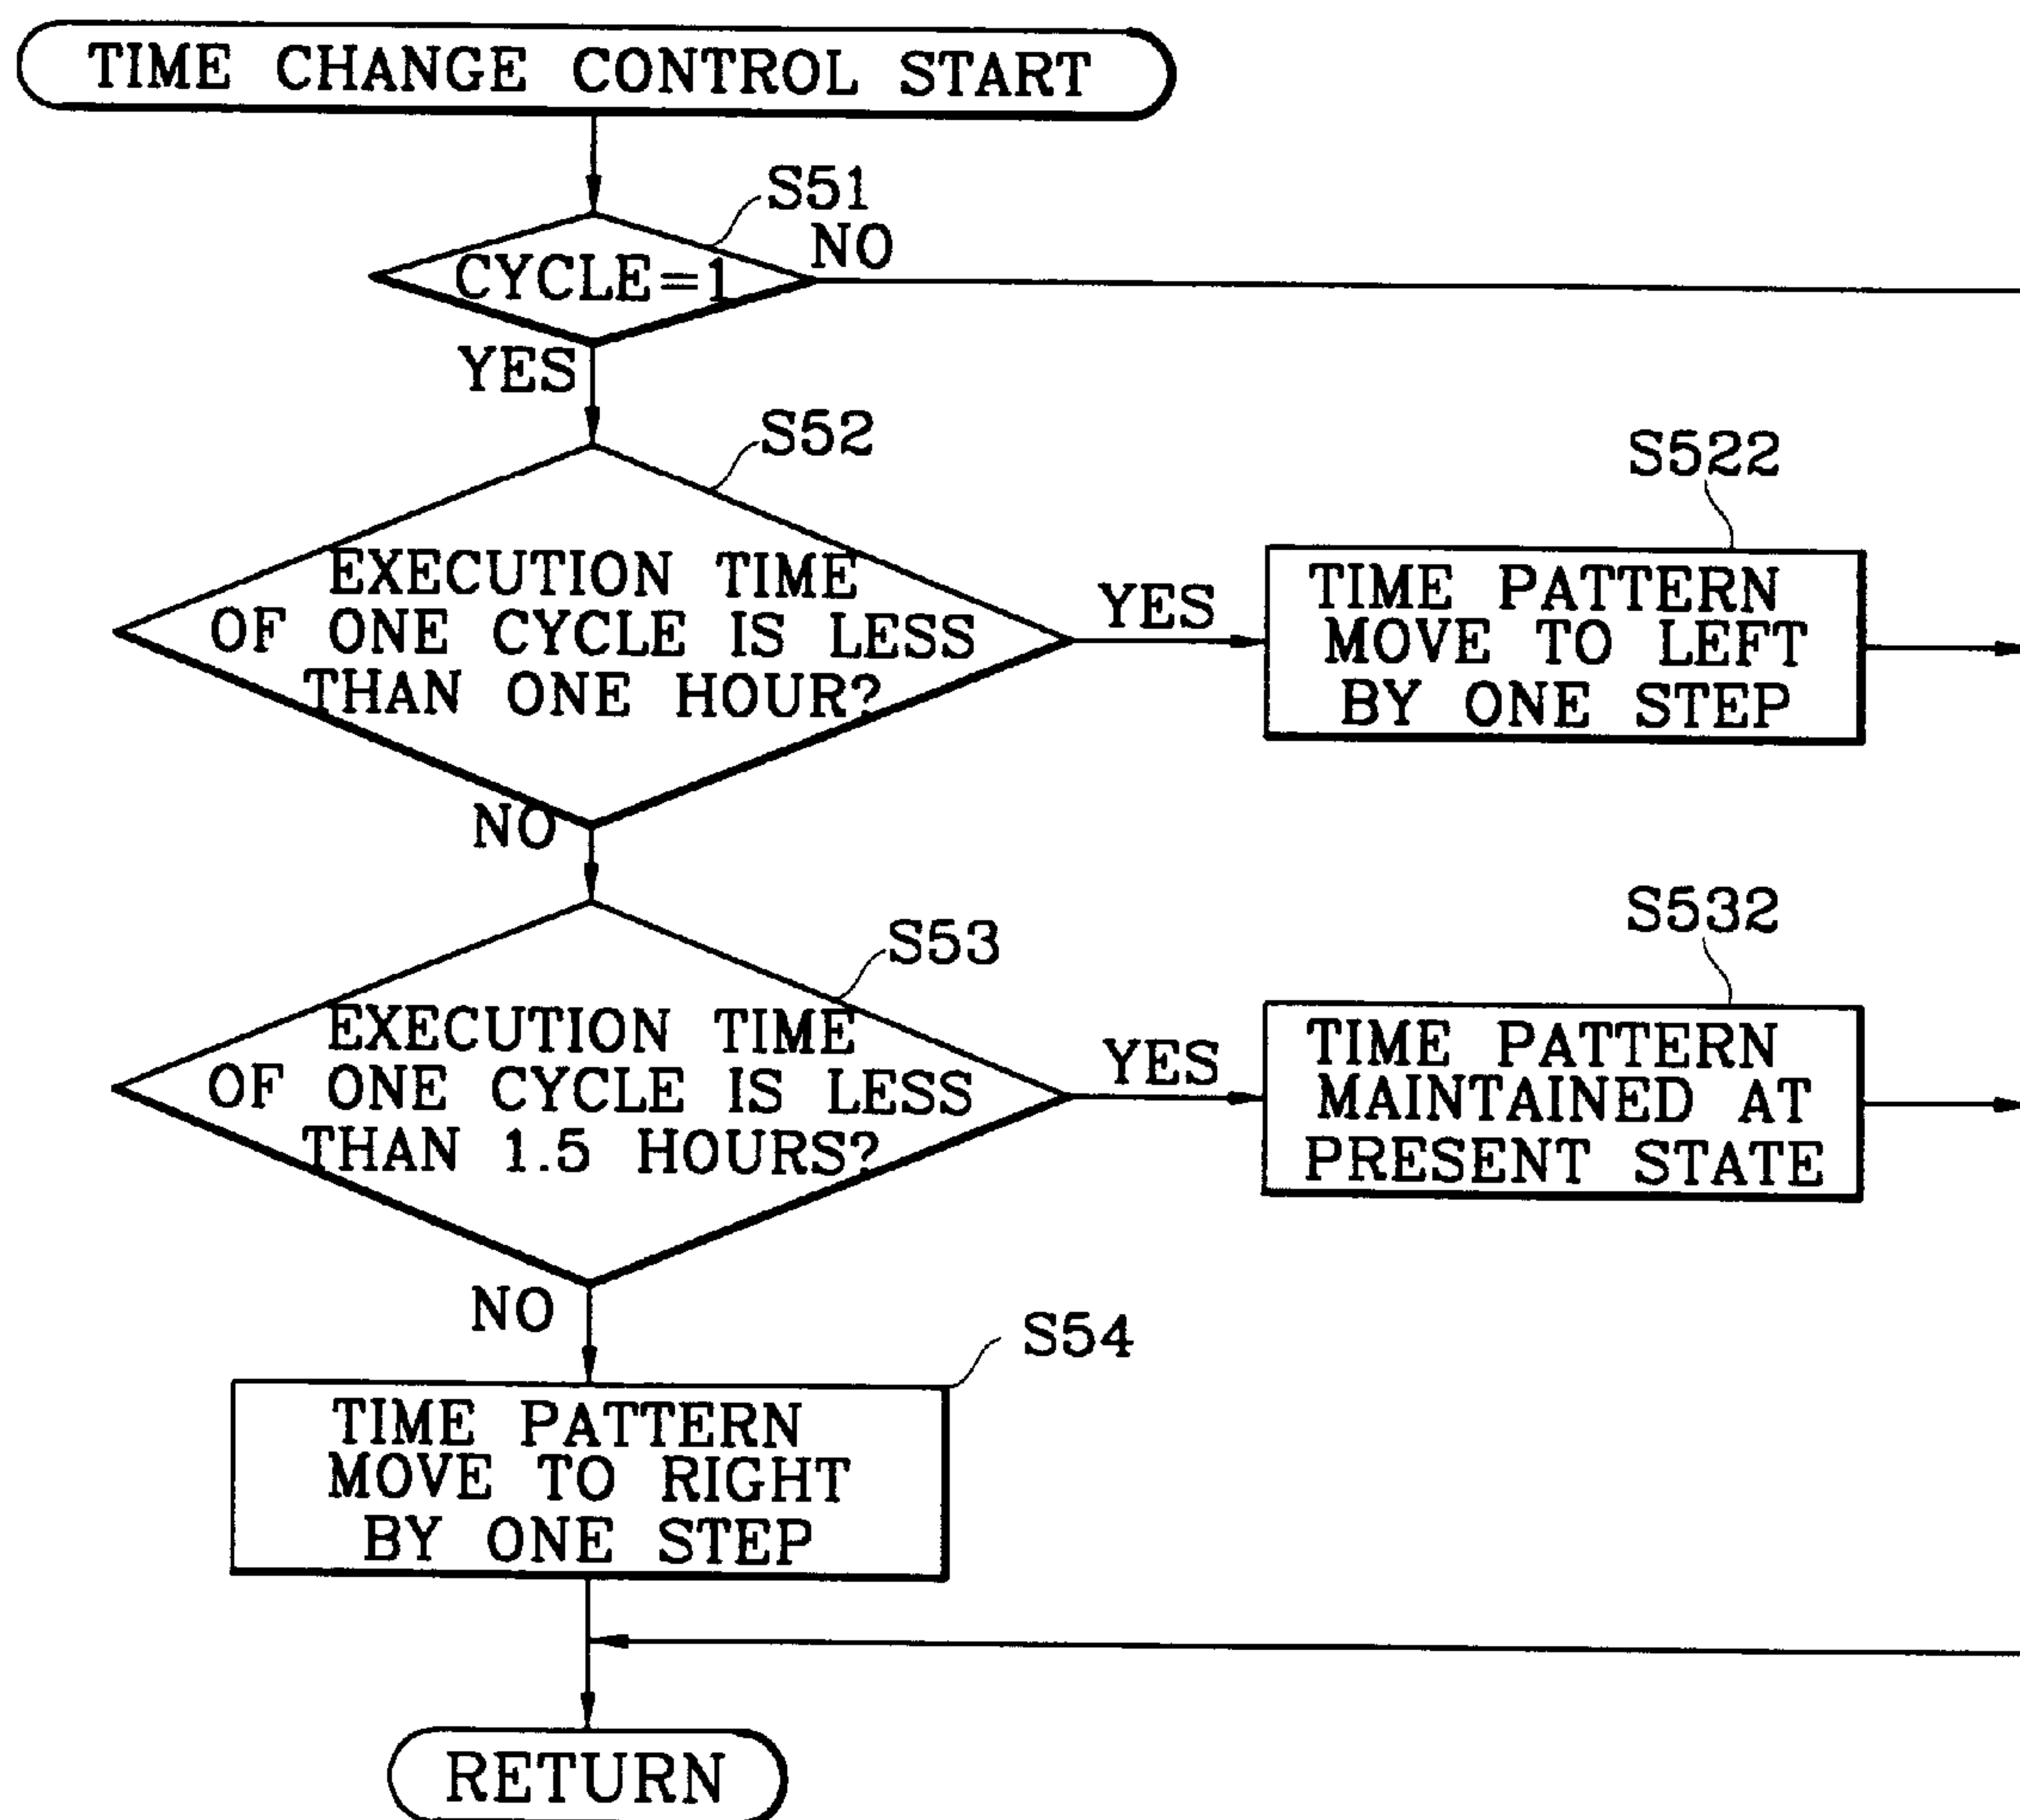 TIME CHANGE CONTROL START
S51
NO
CYCLE=1
YES
S52
EXECUTION TIME
OF ONE CYCLE IS LESS
THAN ONE HOUR?
YES
S522
TIME PATTERN
MOVE TO LEFT
BY ONE STEP
NO
S53
EXECUTION TIME
OF ONE CYCLE IS LESS
THAN 1.5 HOURS?
YES
S532
TIME PATTERN
MAINTAINED AT
PRESENT STATE
NO
S54
TIME PATTERN
MOVE TO RIGHT
BY ONE STEP
RETURN